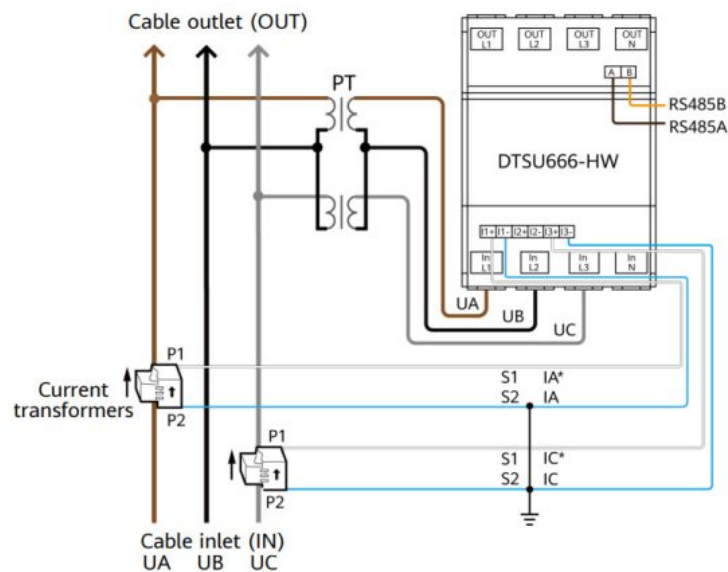 Cable outlet (OUT)
PT
OUT L1
OUT L2
OUT L3
OUT N
A B
RS485B
RS485A
DTSU666-HW
I1+ I1- I2+ I2- I3+ I3-
In L1
In L2
In L3
In N
UA
UB
UC
P1
Current
transformers
P2
S1 IA*
S2 IA
P1
S1 IC*
S2 IC
P2
Cable inlet (IN)
UA UB UC